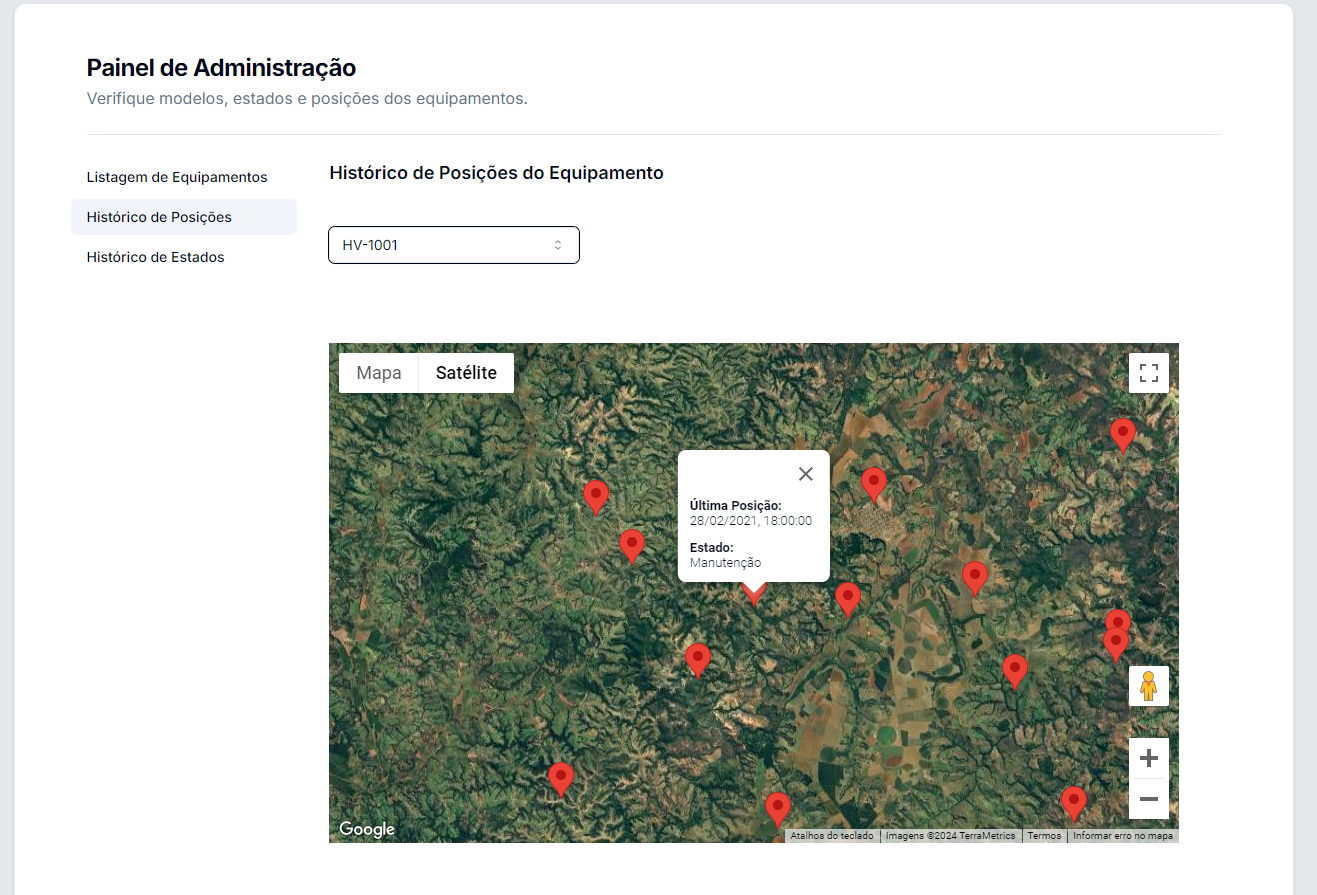 Painel de Administração
Verifique modelos, estados e posições dos equipamentos.
Listagem de Equipamentos
Histórico de Posições
Histórico de Estados
Histórico de Posições do Equipamento
HV-1001
Mapa
Satélite
Última Posição:
28/02/2021, 18:00:00
Estado:
Manutenção
Google
Atalhos do teclado
Imagens ©2024 TerraMetrics
Termos
Informar erro no mapa